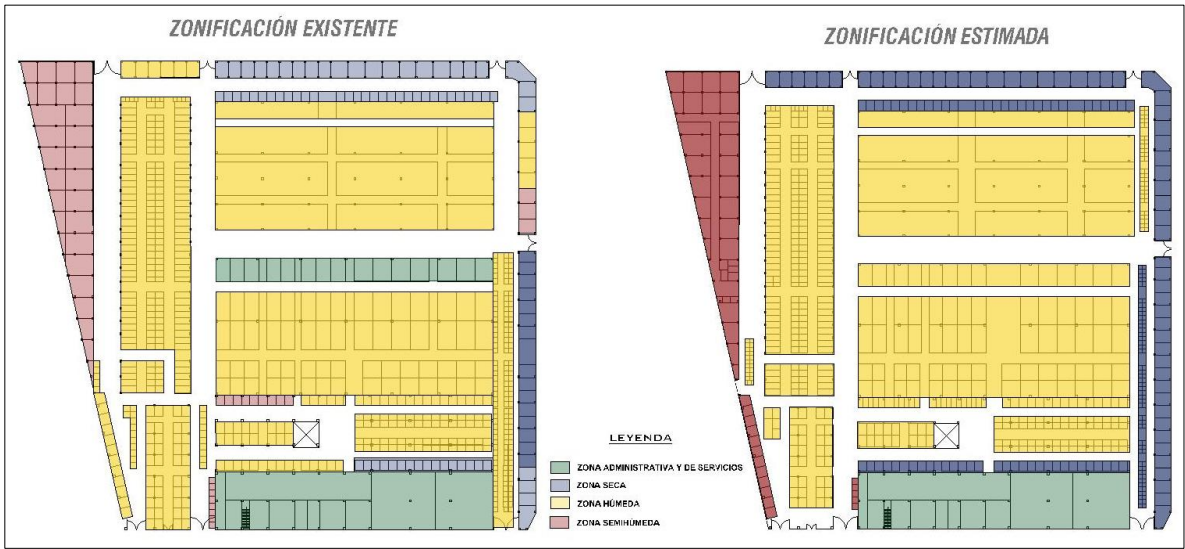 ZONIFICACIÓN EXISTENTE
ZONIFICACIÓN ESTIMADA
LEYENDA
ZONA ADMINISTRATIVA Y DE SERVICIOS
ZONA SECA
ZONA HÚMEDA
ZONA SEMIHÚMEDA